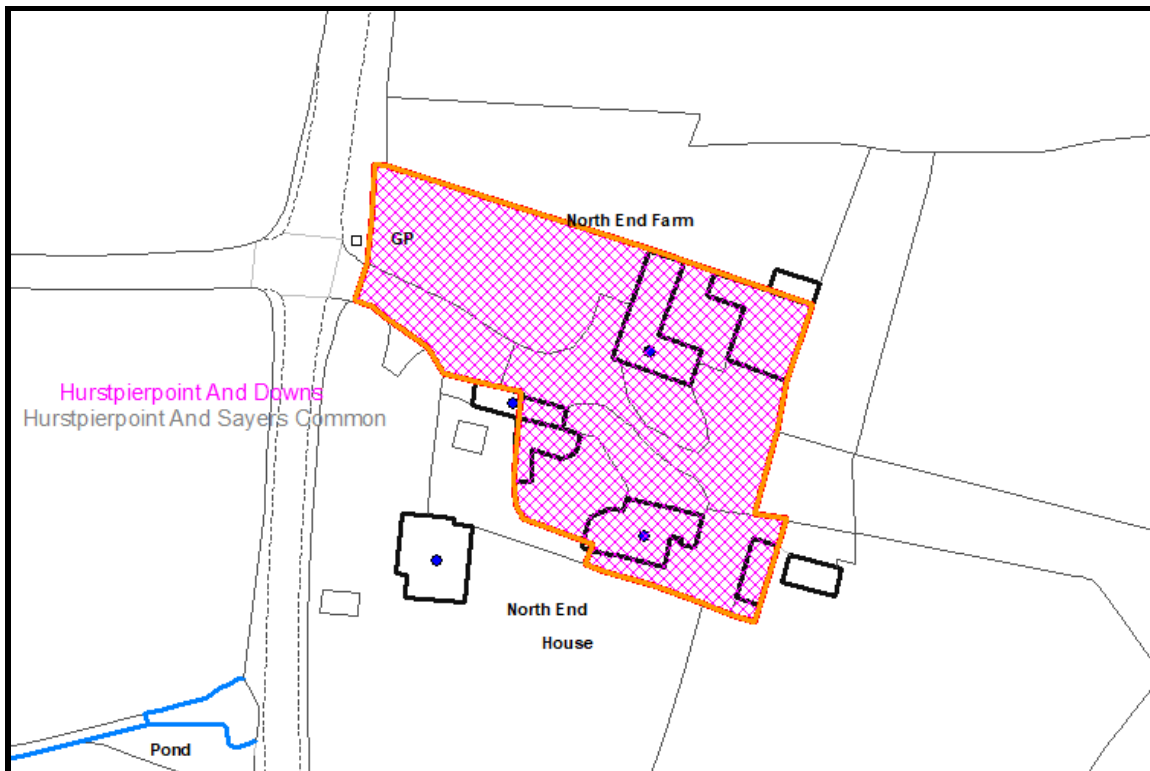 North End Farm
GP
Hurstpierpoint And Downs
Hurstpierpoint And Sayers Common
North End
House
Pond